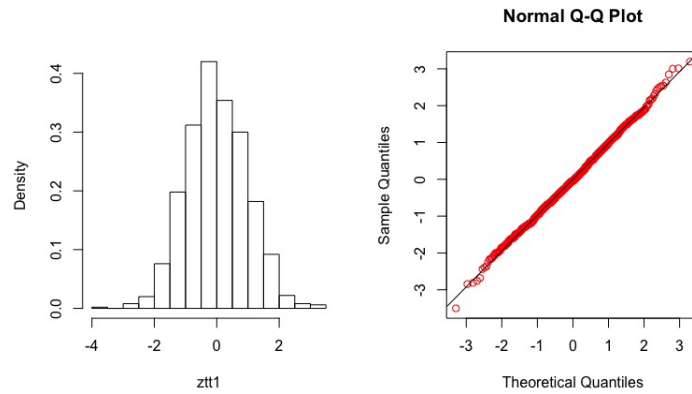 Normal Q-Q Plot
Density
0.0 0.1 0.2 0.3 0.4
-4 -2 0 2
ztt1
Sample Quantiles
-3 -2 -1 0 1 2 3
-3 -2 -1 0 1 2 3
Theoretical Quantiles